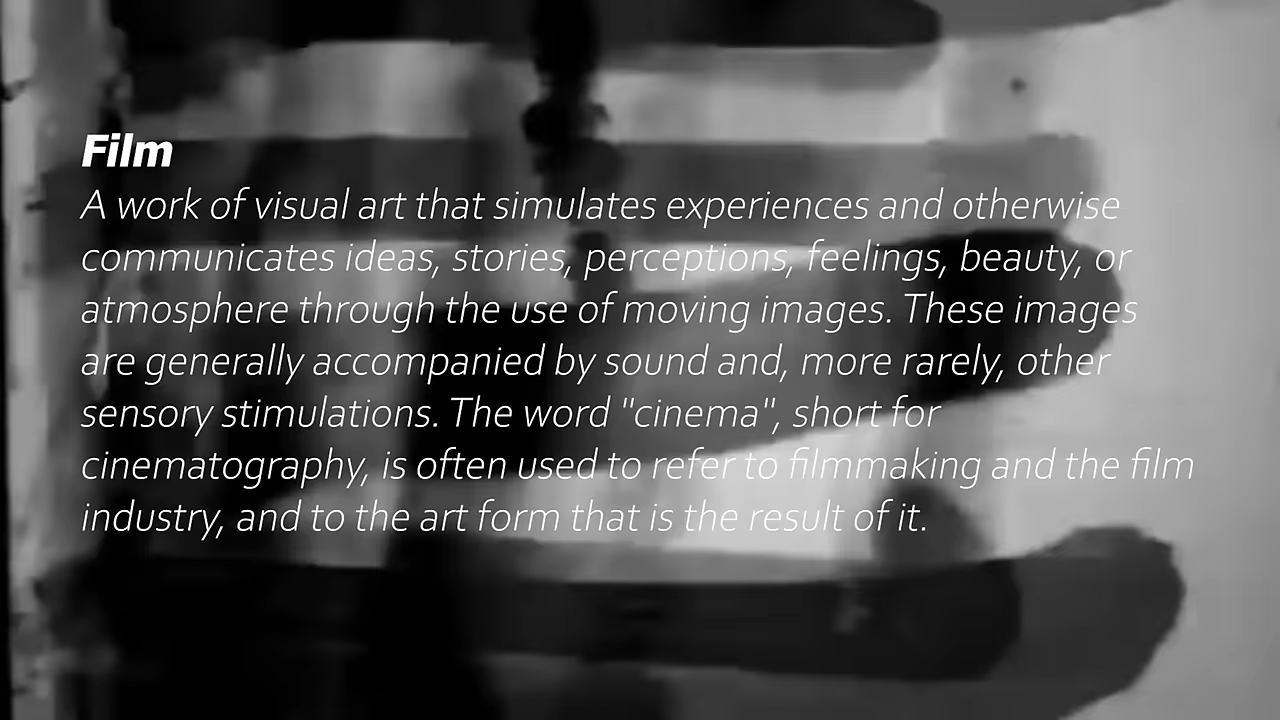 Film
A work of visual art that simulates experiences and otherwise
communicates ideas, stories, perceptions, feelings, beauty, or
atmosphere through the use of moving images. These images
are generally accompanied by sound and, more rarely, other
sensory stimulations. The word "cinema", short for
cinematography, is often used to refer to filmmaking and the film
industry, and to the art form that is the result of it.